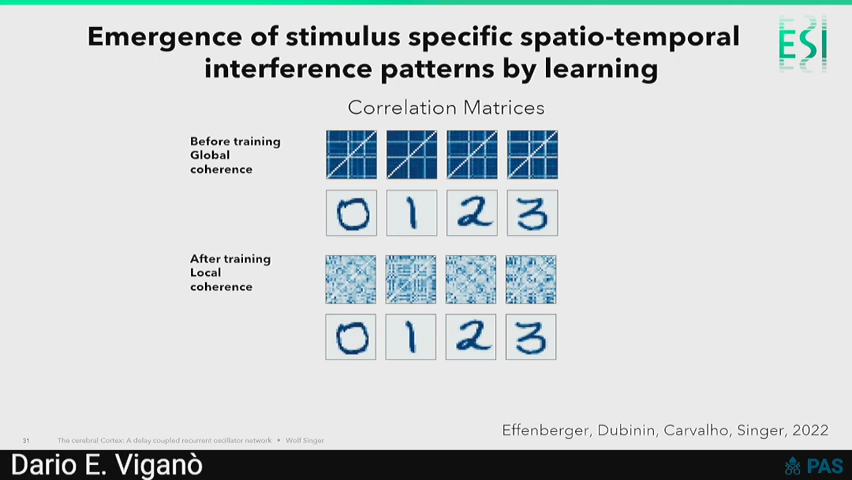 Emergence of stimulus specific spatio-temporal
interference patterns by learning
ESI
Correlation Matrices
Before training
Global
coherence
0 1 2 3
After training
Local
coherence
0 1 2 3
Effenberger, Dubinin, Carvalho, Singer, 2022
31 The cerebral Cortex: A delay coupled recurrent oscillator network • Wolf Singer
Dario E. Viganò
PAS